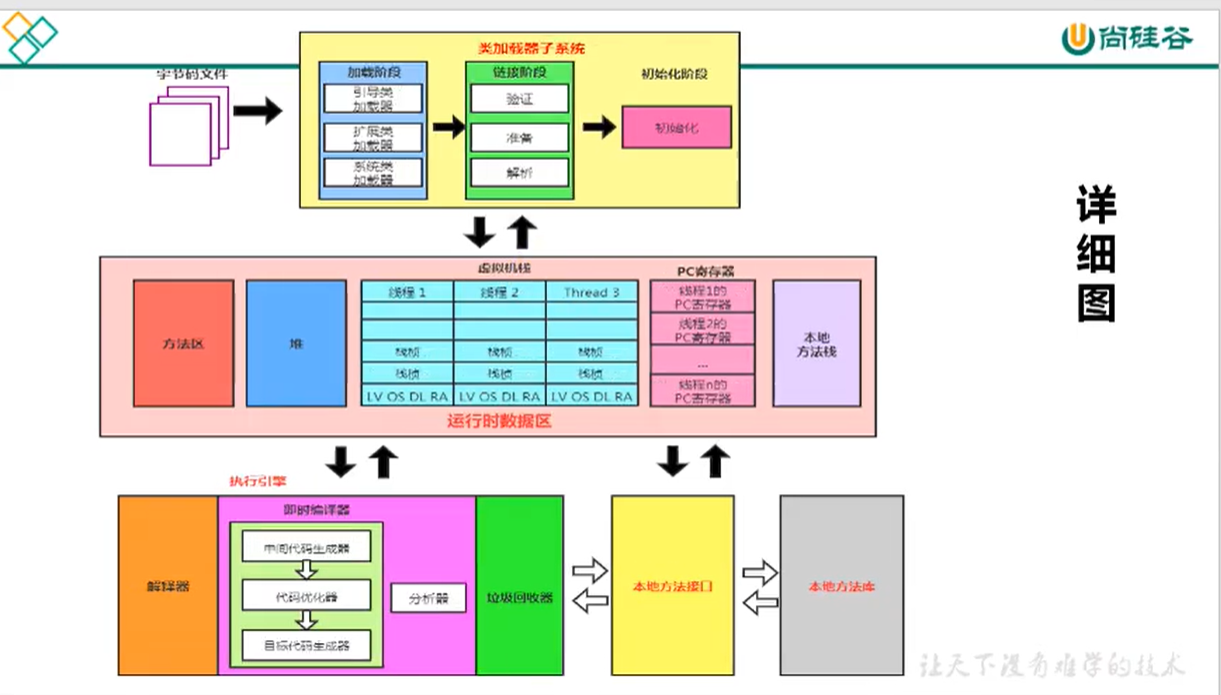 尚硅谷
类加载器子系统
字节码文件
加载阶段
引导类
加载器
扩展类
加载器
系统类
加载器
链接阶段
验证
准备
解析
初始化阶段
初始化
详
细
图
方法区
堆
虚拟机栈
线程 1
线程 2
Thread 3
栈桢
栈桢
栈桢
栈桢
栈桢
栈桢
LV OS DL RA
LV OS DL RA
LV OS DL RA
PC寄存器
线程1的
PC寄存器
线程2的
PC寄存器
...
线程n的
PC寄存器
本地
方法栈
运行时数据区
执行引擎
解释器
即时编译器
中间代码生成器
代码优化器
目标代码生成器
分析器
垃圾回收器
本地方法接口
本地方法库
让天下没有难学的技术